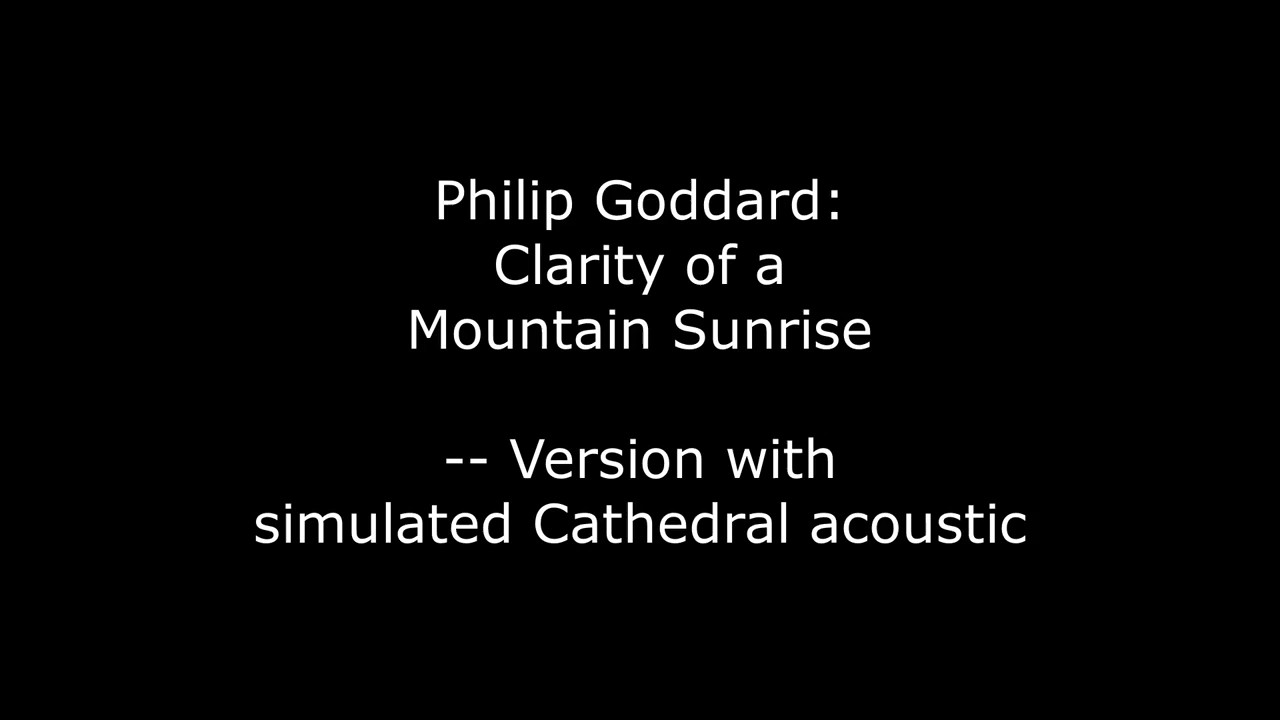 Philip Goddard:
Clarity of a
Mountain Sunrise
-- Version with
simulated Cathedral acoustic